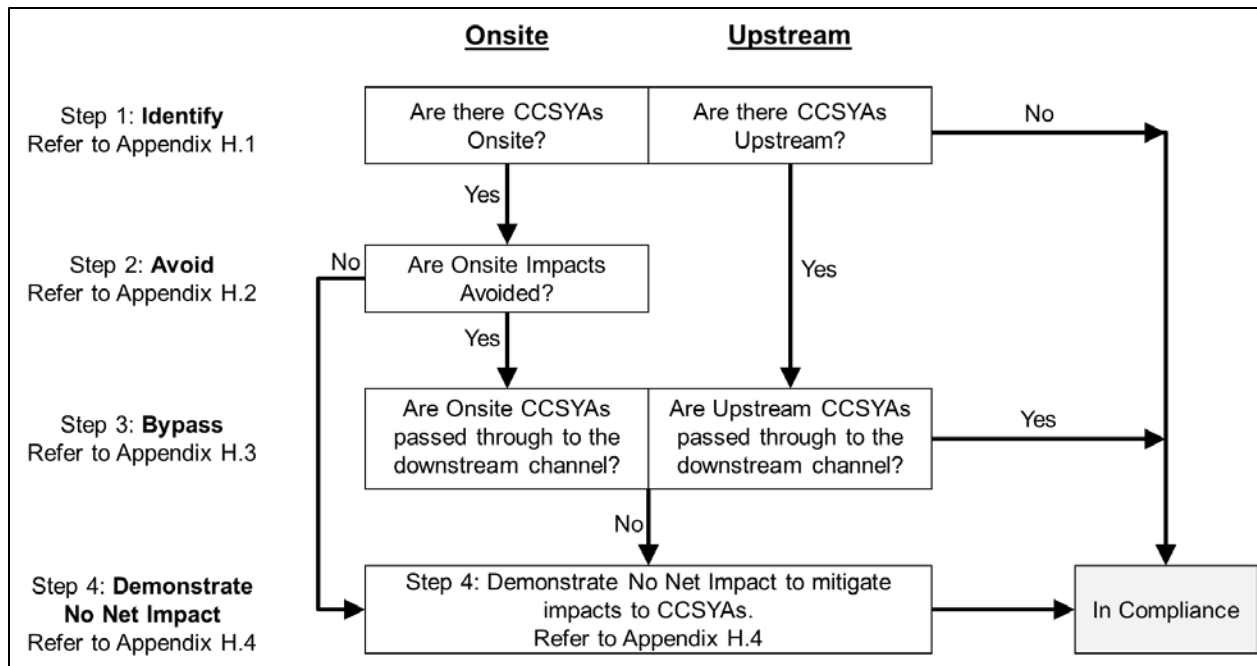 Onsite
Upstream
Step 1: Identify
Refer to Appendix H.1
Are there CCSYAs
Onsite?
Are there CCSYAs
Upstream?
No
Yes
Step 2: Avoid
Refer to Appendix H.2
No
Are Onsite Impacts
Avoided?
Yes
Yes
Step 3: Bypass
Refer to Appendix H.3
Are Onsite CCSYAs
passed through to the
downstream channel?
Are Upstream CCSYAs
passed through to the
downstream channel?
Yes
No
Step 4: Demonstrate
No Net Impact
Refer to Appendix H.4
Step 4: Demonstrate No Net Impact to mitigate
impacts to CCSYAs.
Refer to Appendix H.4
In Compliance